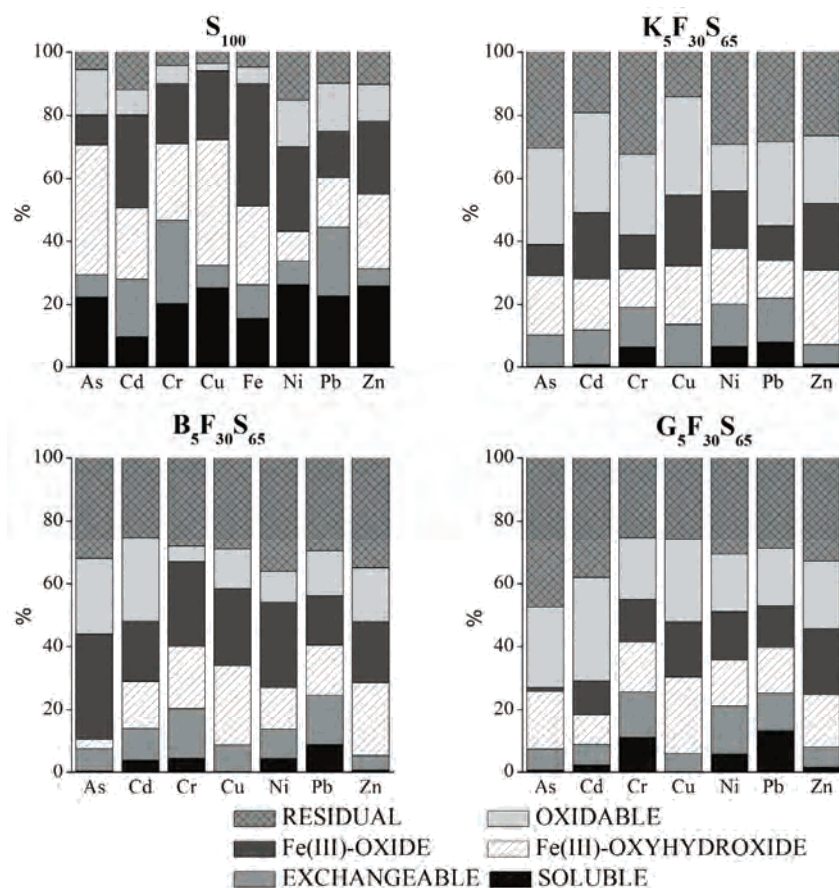 S₁₀₀
K₅F₃₀S₆₅
100
80
60
40
20
0
%
As Cd Cr Cu Fe Ni Pb Zn
100
80
60
40
20
0
%
As Cd Cr Cu Ni Pb Zn
B₅F₃₀S₆₅
G₅F₃₀S₆₅
100
80
60
40
20
0
%
As Cd Cr Cu Ni Pb Zn
100
80
60
40
20
0
%
As Cd Cr Cu Ni Pb Zn
RESIDUAL OXIDABLE
Fe(III)-OXIDE Fe(III)-OXYHYDROXIDE
EXCHANGEABLE SOLUBLE